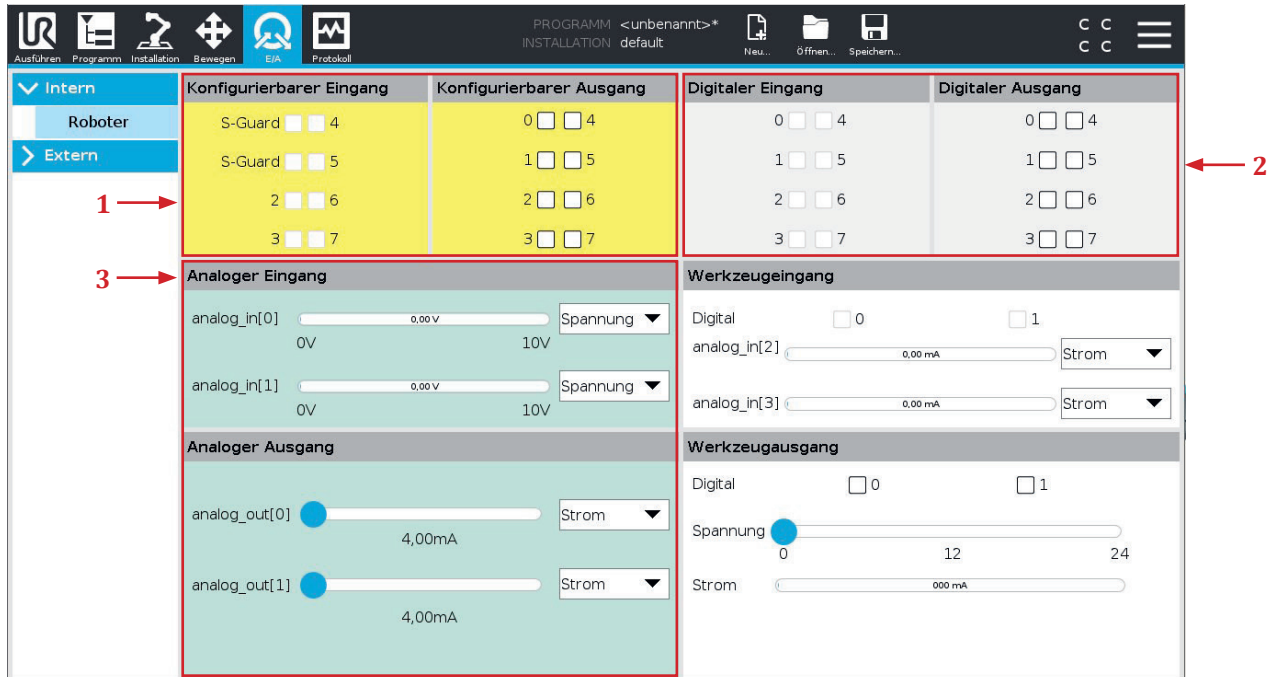 UR
PROGRAMM <unbenannt>*
INSTALLATION default
Ausführen Programm Installation Bewegen E/A Protokoll
Neu... Öffnen... Speichern...
C C
C C
Intern
Roboter
Extern
Konfigurierbarer Eingang
S-Guard 4
S-Guard 5
2 6
3 7
Konfigurierbarer Ausgang
0 4
1 5
2 6
3 7
Digitaler Eingang
0 4
1 5
2 6
3 7
Digitaler Ausgang
0 4
1 5
2 6
3 7
1
2
3
Analoger Eingang
analog_in[0] 0,00 V Spannung
0V 10V
analog_in[1] 0,00 V Spannung
0V 10V
Werkzeugeingang
Digital 0 1
analog_in[2] 0,00 mA Strom
analog_in[3] 0,00 mA Strom
Analoger Ausgang
analog_out[0] Strom
4,00mA
analog_out[1] Strom
4,00mA
Werkzeugausgang
Digital 0 1
Spannung
0 12 24
Strom 000 mA